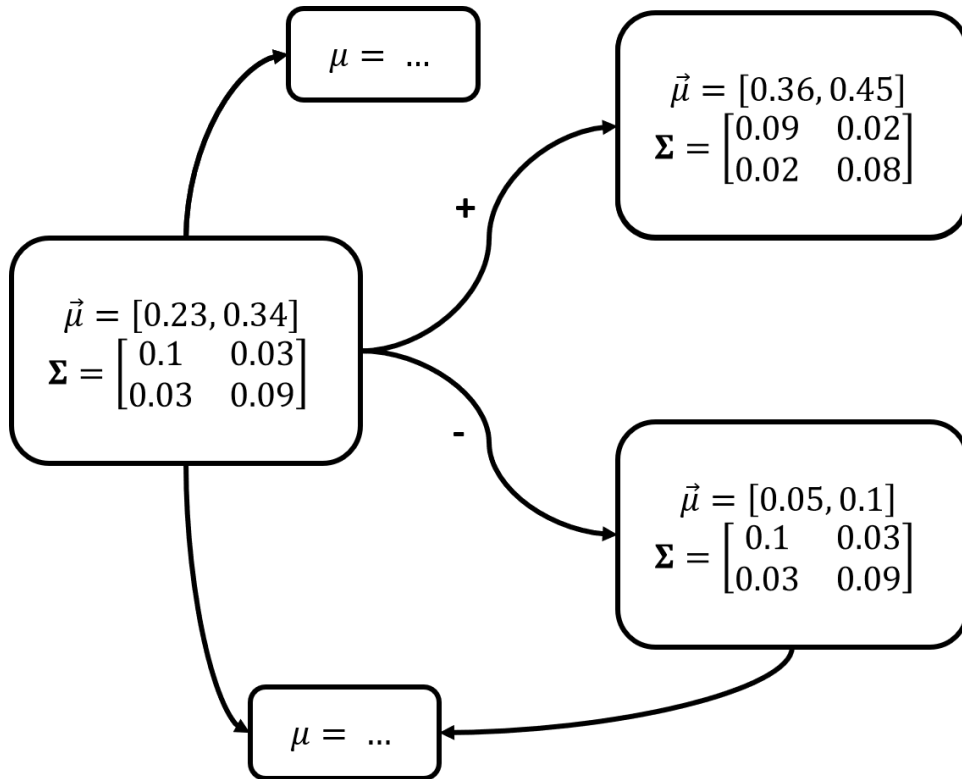 μ = ...
μ⃗ = [0.36, 0.45]
Σ = [0.09 0.02
0.02 0.08]
+
μ⃗ = [0.23, 0.34]
Σ = [0.1 0.03
0.03 0.09]
-
μ⃗ = [0.05, 0.1]
Σ = [0.1 0.03
0.03 0.09]
μ = ...